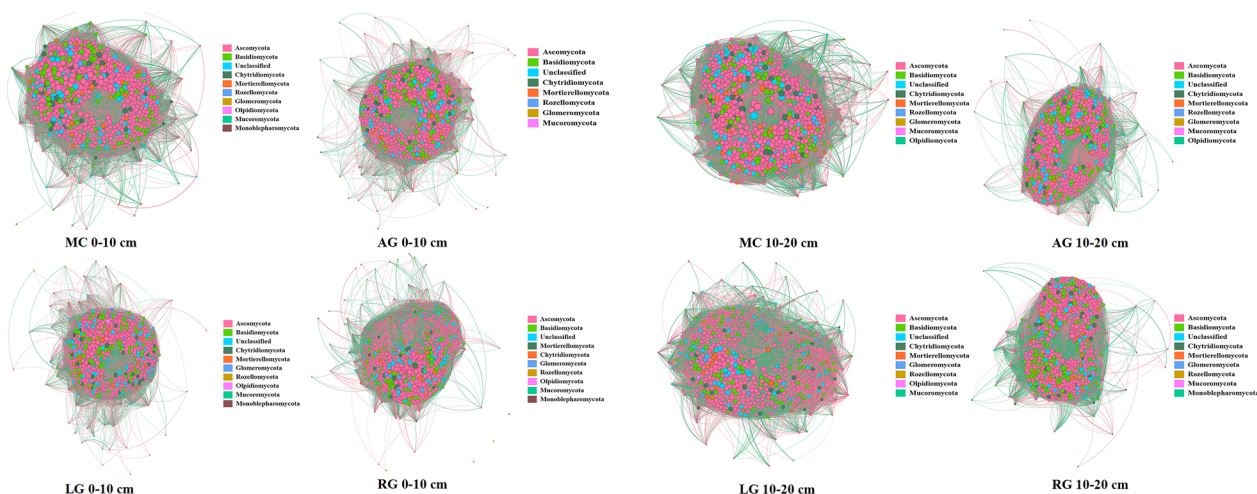 Ascomycota
Basidiomycota
Unclassified
Chytridiomycota
Mortierellomycota
Rozellomycota
Glomeromycota
Olpidiomycota
Mucoromycota
Monoblepharomycota
MC 0-10 cm
Ascomycota
Basidiomycota
Unclassified
Chytridiomycota
Mortierellomycota
Rozellomycota
Glomeromycota
Mucoromycota
AG 0-10 cm
Ascomycota
Basidiomycota
Unclassified
Chytridiomycota
Mortierellomycota
Rozellomycota
Glomeromycota
Mucoromycota
Olpidiomycota
MC 10-20 cm
Ascomycota
Basidiomycota
Unclassified
Chytridiomycota
Mortierellomycota
Rozellomycota
Glomeromycota
Mucoromycota
Olpidiomycota
AG 10-20 cm
Ascomycota
Basidiomycota
Unclassified
Chytridiomycota
Mortierellomycota
Glomeromycota
Rozellomycota
Olpidiomycota
Mucoromycota
Monoblepharomycota
LG 0-10 cm
Ascomycota
Basidiomycota
Unclassified
Mortierellomycota
Chytridiomycota
Glomeromycota
Rozellomycota
Olpidiomycota
Mucoromycota
Monoblepharomycota
RG 0-10 cm
Ascomycota
Basidiomycota
Unclassified
Chytridiomycota
Mortierellomycota
Glomeromycota
Rozellomycota
Olpidiomycota
Mucoromycota
LG 10-20 cm
Ascomycota
Basidiomycota
Unclassified
Chytridiomycota
Mortierellomycota
Glomeromycota
Rozellomycota
Mucoromycota
Monoblepharomycota
RG 10-20 cm